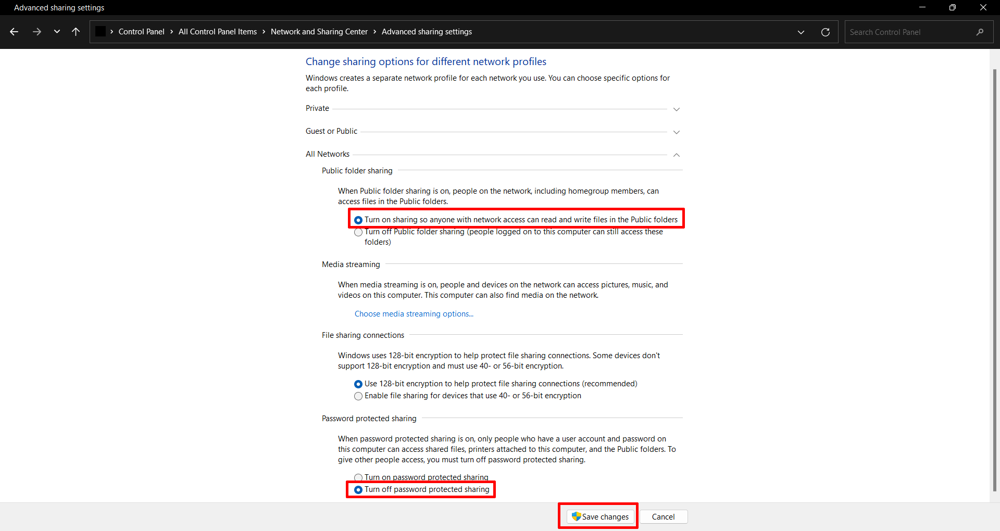 Advanced sharing settings
Control Panel › All Control Panel Items › Network and Sharing Center › Advanced sharing settings
Search Control Panel
Change sharing options for different network profiles
Windows creates a separate network profile for each network you use. You can choose specific options for
each profile.
Private
Guest or Public
All Networks
Public folder sharing
When Public folder sharing is on, people on the network, including homegroup members, can
access files in the Public folders.
Turn on sharing so anyone with network access can read and write files in the Public folders
Turn off Public folder sharing (people logged on to this computer can still access these
folders)
Media streaming
When media streaming is on, people and devices on the network can access pictures, music, and
videos on this computer. This computer can also find media on the network.
Choose media streaming options...
File sharing connections
Windows uses 128-bit encryption to help protect file sharing connections. Some devices don't
support 128-bit encryption and must use 40- or 56-bit encryption.
Use 128-bit encryption to help protect file sharing connections (recommended)
Enable file sharing for devices that use 40- or 56-bit encryption
Password protected sharing
When password protected sharing is on, only people who have a user account and password on
this computer can access shared files, printers attached to this computer, and the Public folders. To
give other people access, you must turn off password protected sharing.
Turn on password protected sharing
Turn off password protected sharing
Save changes
Cancel